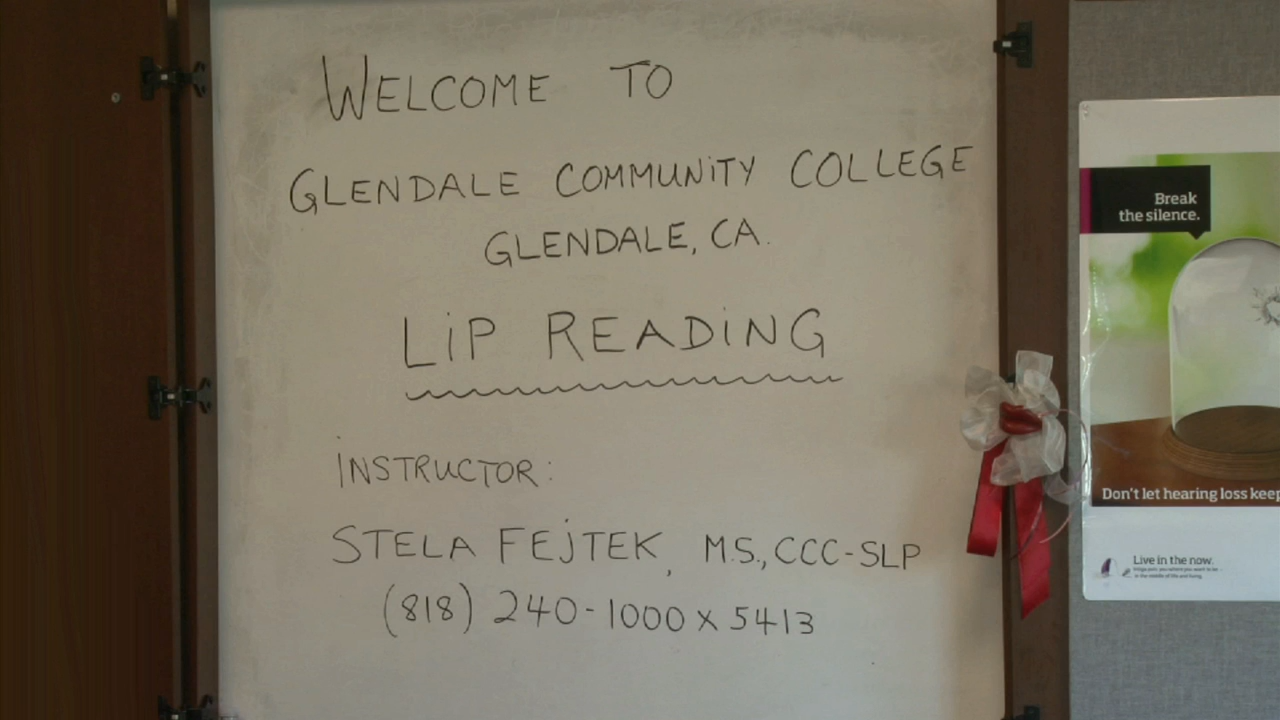 WELCOME TO
GLENDALE COMMUNITY COLLEGE
GLENDALE, CA.
LiP READiNG
INSTRUCTOR:
STELA FEjTEK, M.S., CCC-SLP
(818) 240-1000 x 5413
Break
the silence.
Don't let hearing loss keep
Live in the now.